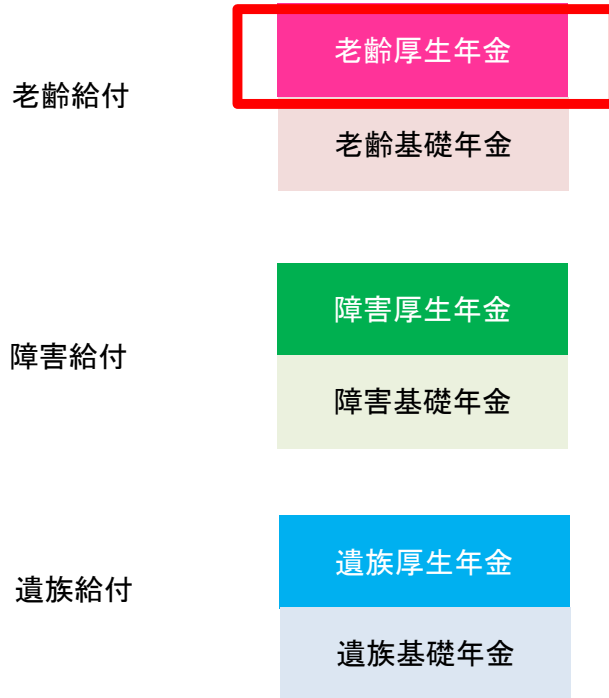 老齢給付
老齢厚生年金
老齢基礎年金
障害給付
障害厚生年金
障害基礎年金
遺族給付
遺族厚生年金
遺族基礎年金